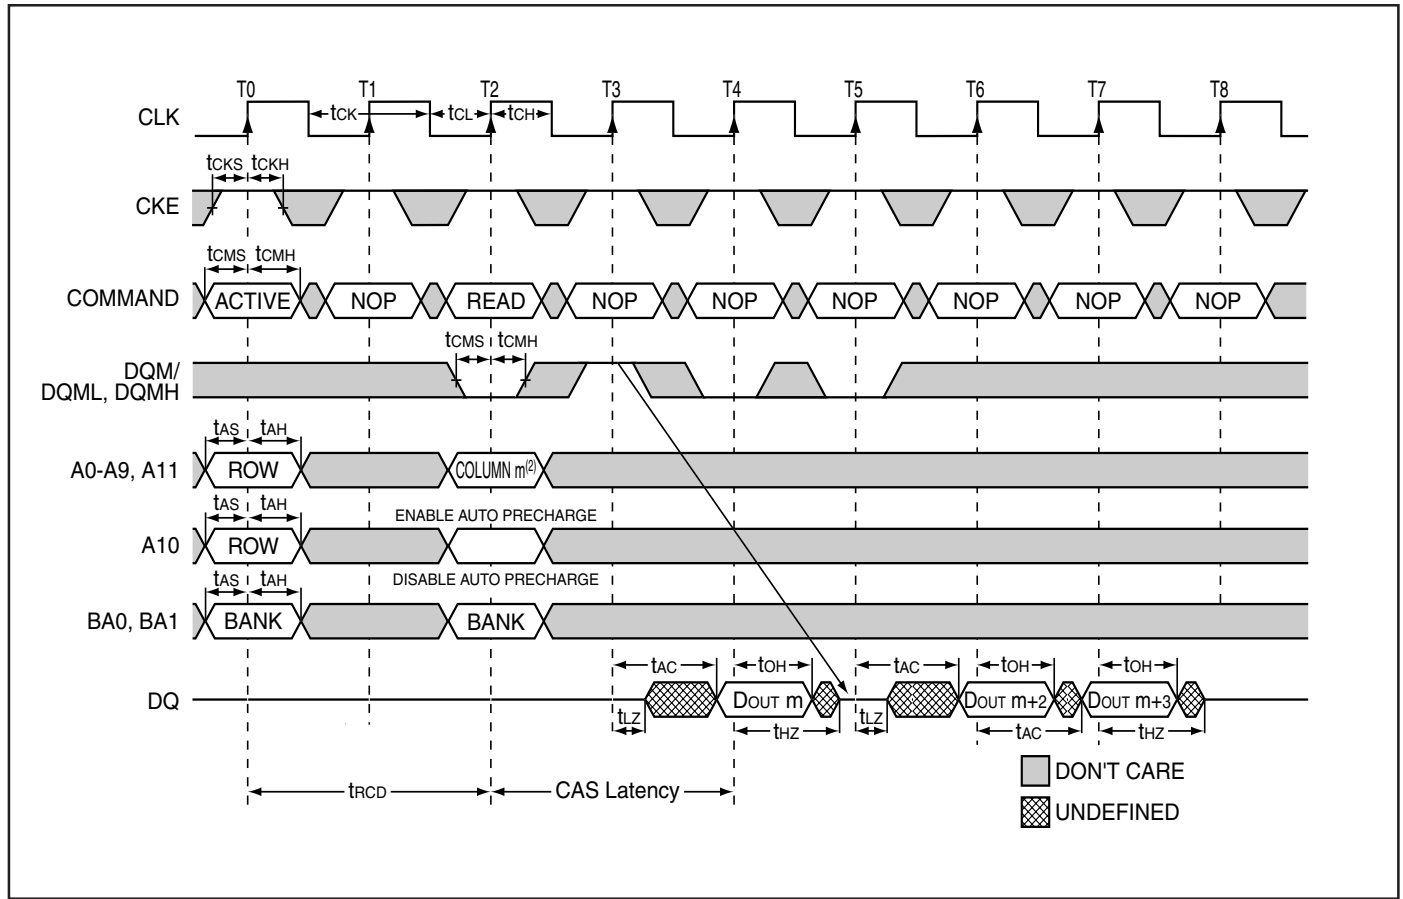 T0 T1 T2 T3 T4 T5 T6 T7 T8
CLK tCK tCL tCH
tCKS tCKH
CKE
tCMS tCMH
COMMAND ACTIVE NOP READ NOP NOP NOP NOP NOP NOP
tCMS tCMH
DQM/
DQML, DQMH
tAS tAH
A0-A9, A11 ROW COLUMN m(2)
tAS tAH ENABLE AUTO PRECHARGE
A10 ROW
tAS tAH DISABLE AUTO PRECHARGE
BA0, BA1 BANK BANK
tAC tOH tAC tOH tOH
DQ DOUT m DOUT m+2 DOUT m+3
tLZ tHZ tLZ tAC tHZ
DON'T CARE
tRCD CAS Latency
UNDEFINED